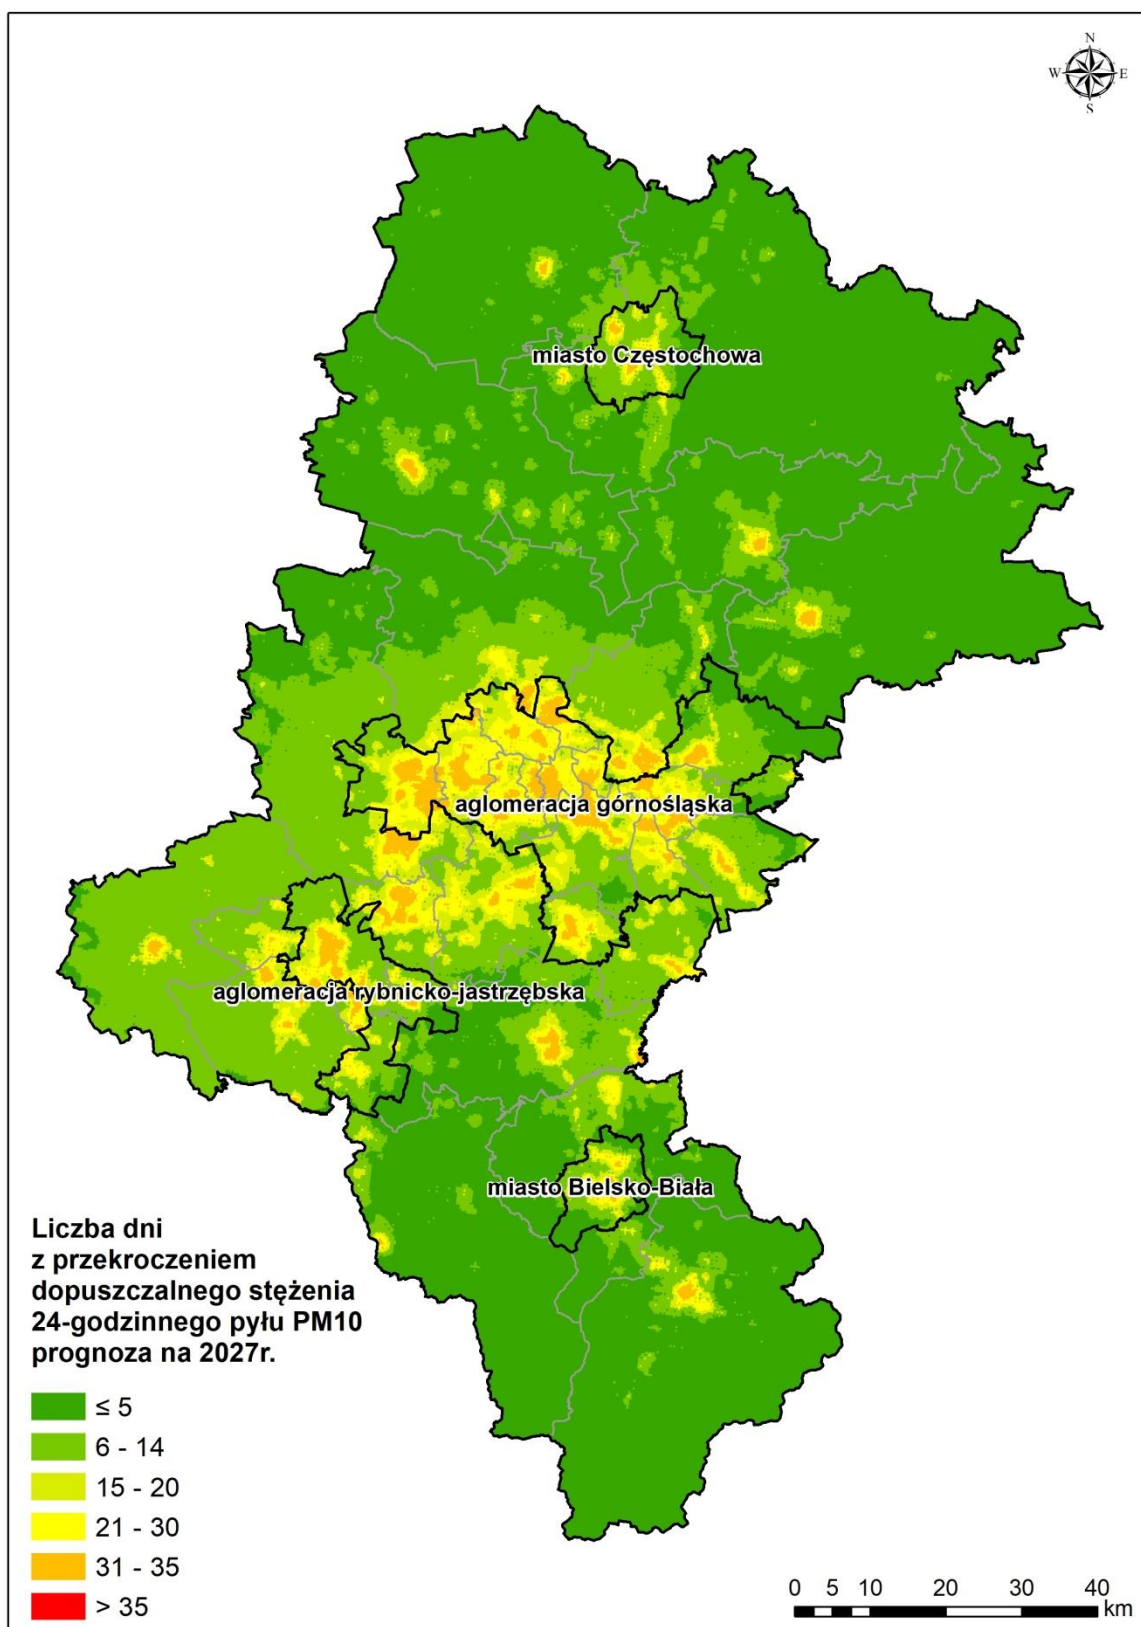 N
W E
S
miasto Częstochowa
aglomeracja górnośląska
aglomeracja rybnicko-jastrzębska
miasto Bielsko-Biała
Liczba dni
z przekroczeniem
dopuszczalnego stężenia
24-godzinnego pyłu PM10
prognoza na 2027r.
≤ 5
6 - 14
15 - 20
21 - 30
31 - 35
> 35
0 5 10 20 30 40
km